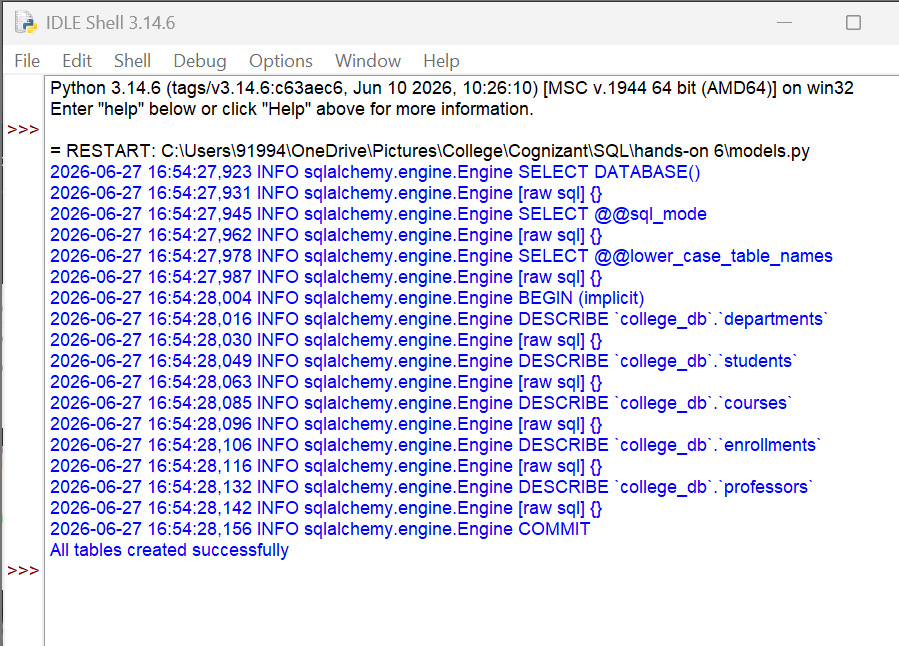 IDLE Shell 3.14.6
File Edit Shell Debug Options Window Help
Python 3.14.6 (tags/v3.14.6:c63aec6, Jun 10 2026, 10:26:10) [MSC v.1944 64 bit (AMD64)] on win32
Enter "help" below or click "Help" above for more information.
>>>
= RESTART: C:\Users\91994\OneDrive\Pictures\College\Cognizant\SQL\hands-on 6\models.py
2026-06-27 16:54:27,923 INFO sqlalchemy.engine.Engine SELECT DATABASE()
2026-06-27 16:54:27,931 INFO sqlalchemy.engine.Engine [raw sql] {}
2026-06-27 16:54:27,945 INFO sqlalchemy.engine.Engine SELECT @@sql_mode
2026-06-27 16:54:27,962 INFO sqlalchemy.engine.Engine [raw sql] {}
2026-06-27 16:54:27,978 INFO sqlalchemy.engine.Engine SELECT @@lower_case_table_names
2026-06-27 16:54:27,987 INFO sqlalchemy.engine.Engine [raw sql] {}
2026-06-27 16:54:28,004 INFO sqlalchemy.engine.Engine BEGIN (implicit)
2026-06-27 16:54:28,016 INFO sqlalchemy.engine.Engine DESCRIBE `college_db`.`departments`
2026-06-27 16:54:28,030 INFO sqlalchemy.engine.Engine [raw sql] {}
2026-06-27 16:54:28,049 INFO sqlalchemy.engine.Engine DESCRIBE `college_db`.`students`
2026-06-27 16:54:28,063 INFO sqlalchemy.engine.Engine [raw sql] {}
2026-06-27 16:54:28,085 INFO sqlalchemy.engine.Engine DESCRIBE `college_db`.`courses`
2026-06-27 16:54:28,096 INFO sqlalchemy.engine.Engine [raw sql] {}
2026-06-27 16:54:28,106 INFO sqlalchemy.engine.Engine DESCRIBE `college_db`.`enrollments`
2026-06-27 16:54:28,116 INFO sqlalchemy.engine.Engine [raw sql] {}
2026-06-27 16:54:28,132 INFO sqlalchemy.engine.Engine DESCRIBE `college_db`.`professors`
2026-06-27 16:54:28,142 INFO sqlalchemy.engine.Engine [raw sql] {}
2026-06-27 16:54:28,156 INFO sqlalchemy.engine.Engine COMMIT
All tables created successfully
>>>